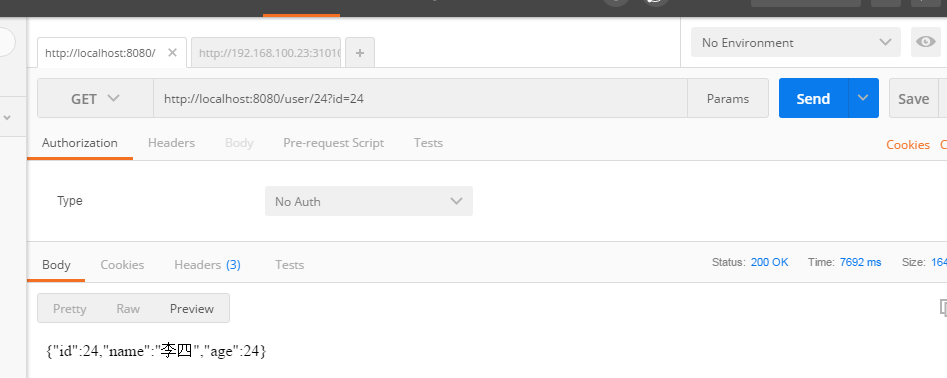 http://localhost:8080/ × http://192.168.100.23:3101 +
No Environment
GET http://localhost:8080/user/24?id=24 Params Send Save
Authorization Headers Body Pre-request Script Tests Cookies
Type No Auth
Body Cookies Headers (3) Tests Status: 200 OK Time: 7692 ms Size: 164
Pretty Raw Preview
{"id":24,"name":"李四","age":24}